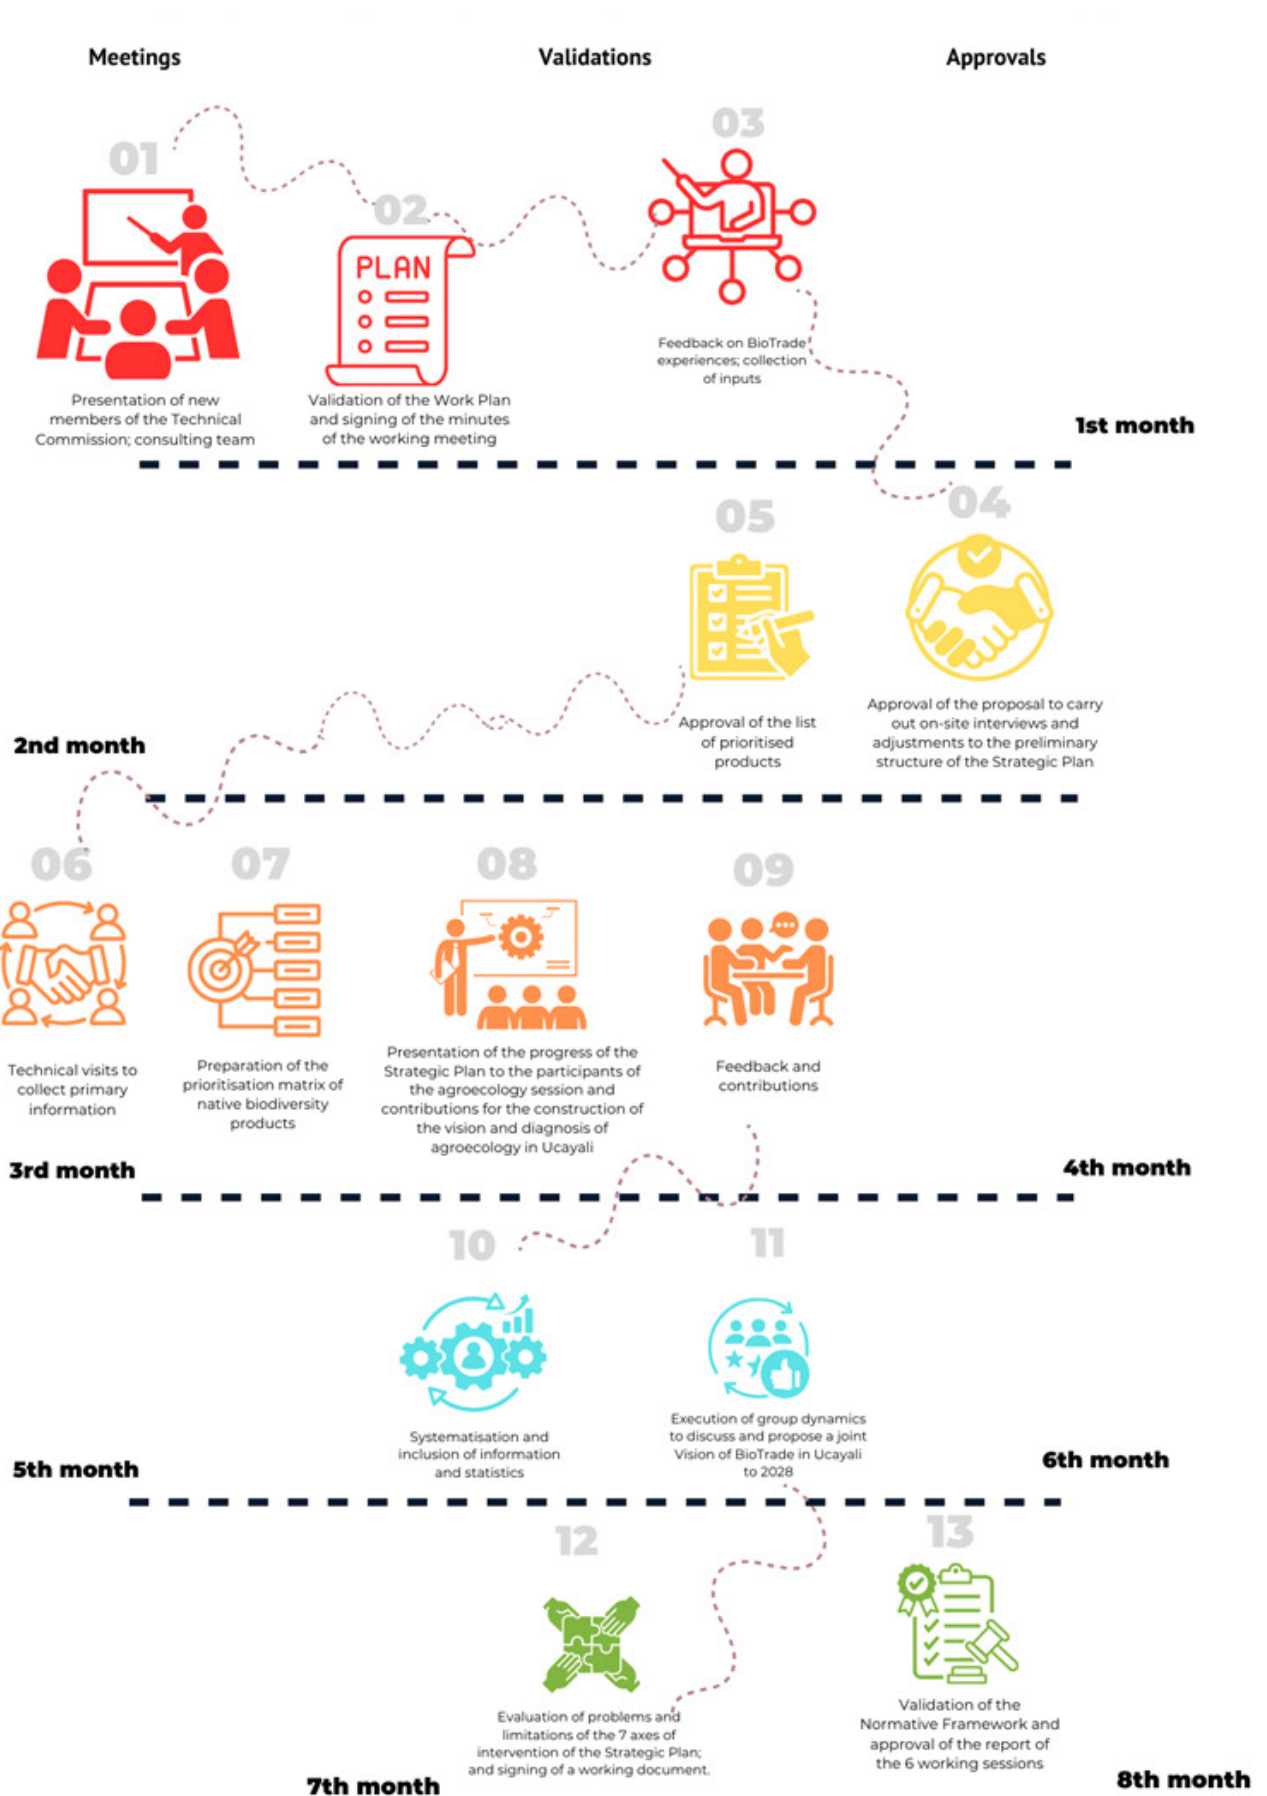 Meetings
Validations
Approvals
01
Presentation of new
members of the Technical
Commission; consulting team
02
PLAN
Validation of the Work Plan
and signing of the minutes
of the working meeting
03
Feedback on BioTrade
experiences; collection
of inputs
1st month
05
Approval of the list
of prioritised
products
04
Approval of the proposal to carry
out on-site interviews and
adjustments to the preliminary
structure of the Strategic Plan
2nd month
06
Technical visits to
collect primary
information
07
Preparation of the
prioritisation matrix of
native biodiversity
products
08
Presentation of the progress of the
Strategic Plan to the participants of
the agroecology session and
contributions for the construction of
the vision and diagnosis of
agroecology in Ucayali
09
Feedback and
contributions
3rd month
4th month
10
Systematisation and
inclusion of information
and statistics
11
Execution of group dynamics
to discuss and propose a joint
Vision of BioTrade in Ucayali
to 2028
5th month
6th month
12
Evaluation of problems and
limitations of the 7 axes of
intervention of the Strategic Plan;
and signing of a working document.
13
Validation of the
Normative Framework and
approval of the report of
the 6 working sessions
7th month
8th month